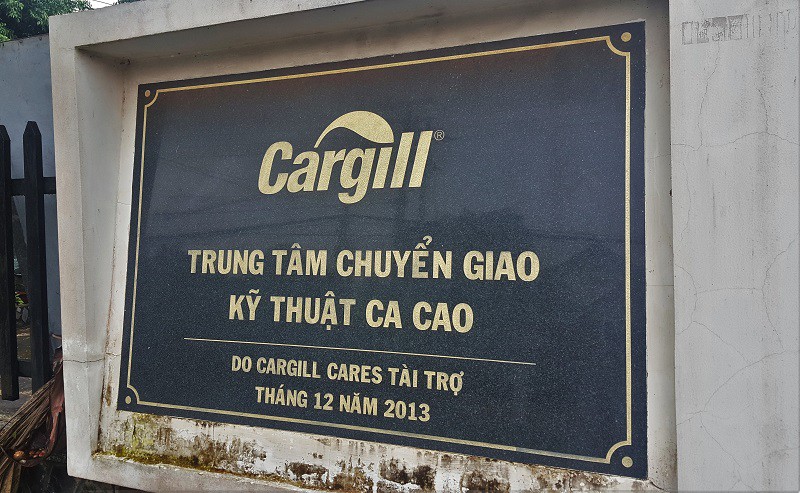 Cargill®
TRUNG TÂM CHUYỂN GIAO
KỸ THUẬT CA CAO
DO CARGILL CARES TÀI TRỢ
THÁNG 12 NĂM 2013